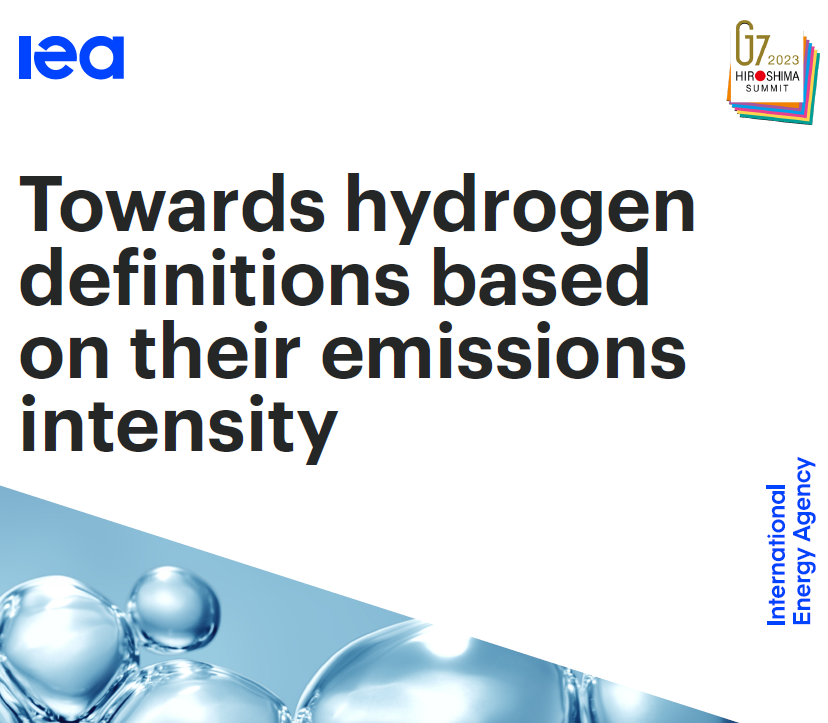 iea
G7 2023
HIROSHIMA
SUMMIT
Towards hydrogen
definitions based
on their emissions
intensity
International
Energy Agency